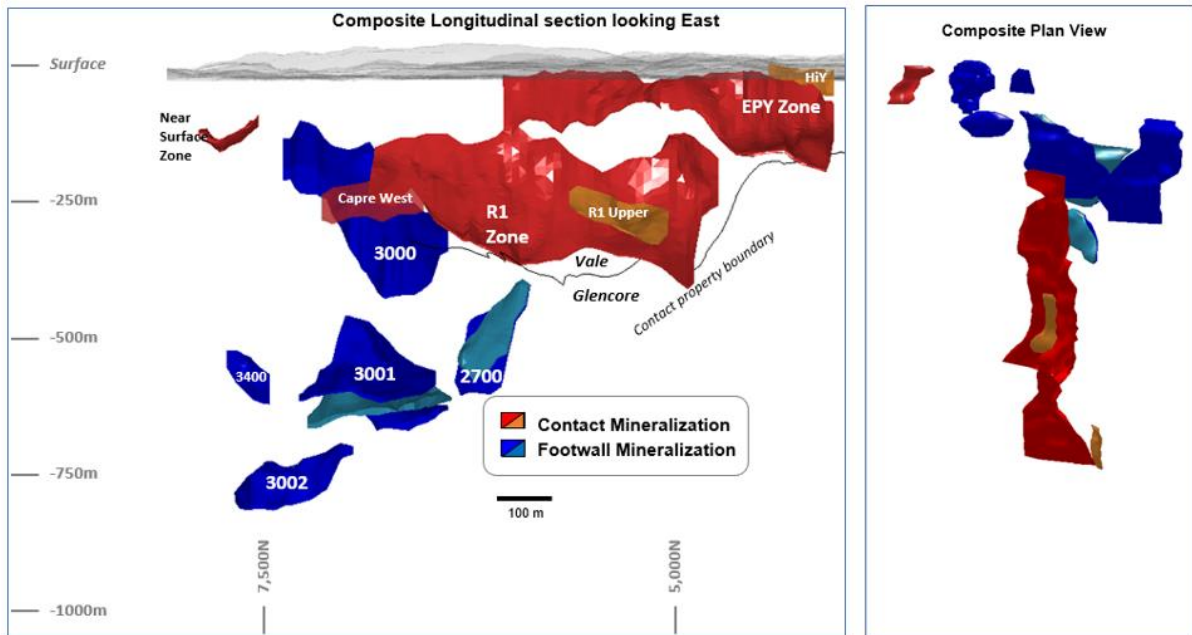 Composite Longitudinal section looking East
Surface
HiY
EPY Zone
Near
Surface
Zone
Capre West
-250m
R1
Zone
R1 Upper
3000
Vale
Glencore
Contact property boundary
-500m
3400
3001
2700
Contact Mineralization
Footwall Mineralization
-750m
3002
100 m
7,500N
5,000N
-1000m
Composite Plan View